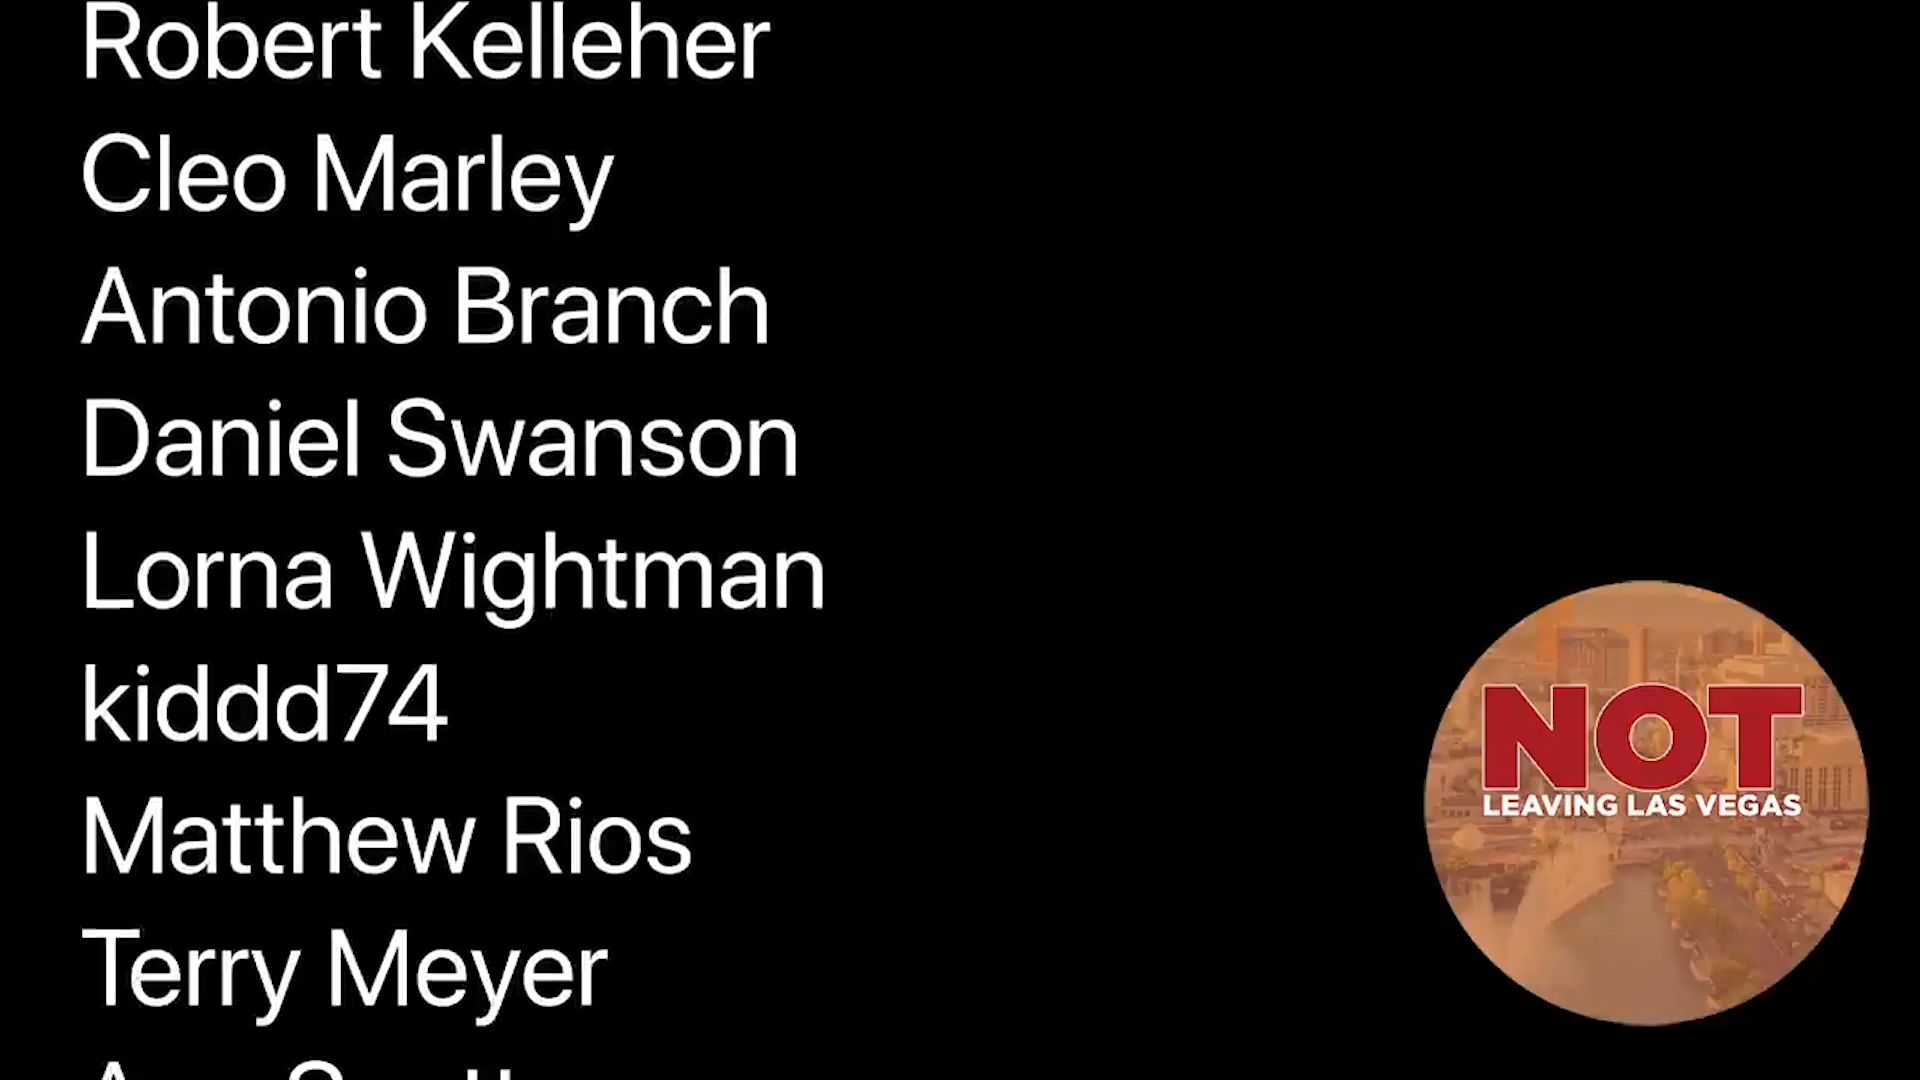 Robert Kelleher
Cleo Marley
Antonio Branch
Daniel Swanson
Lorna Wightman
kiddd74
Matthew Rios
Terry Meyer
NOT
LEAVING LAS VEGAS